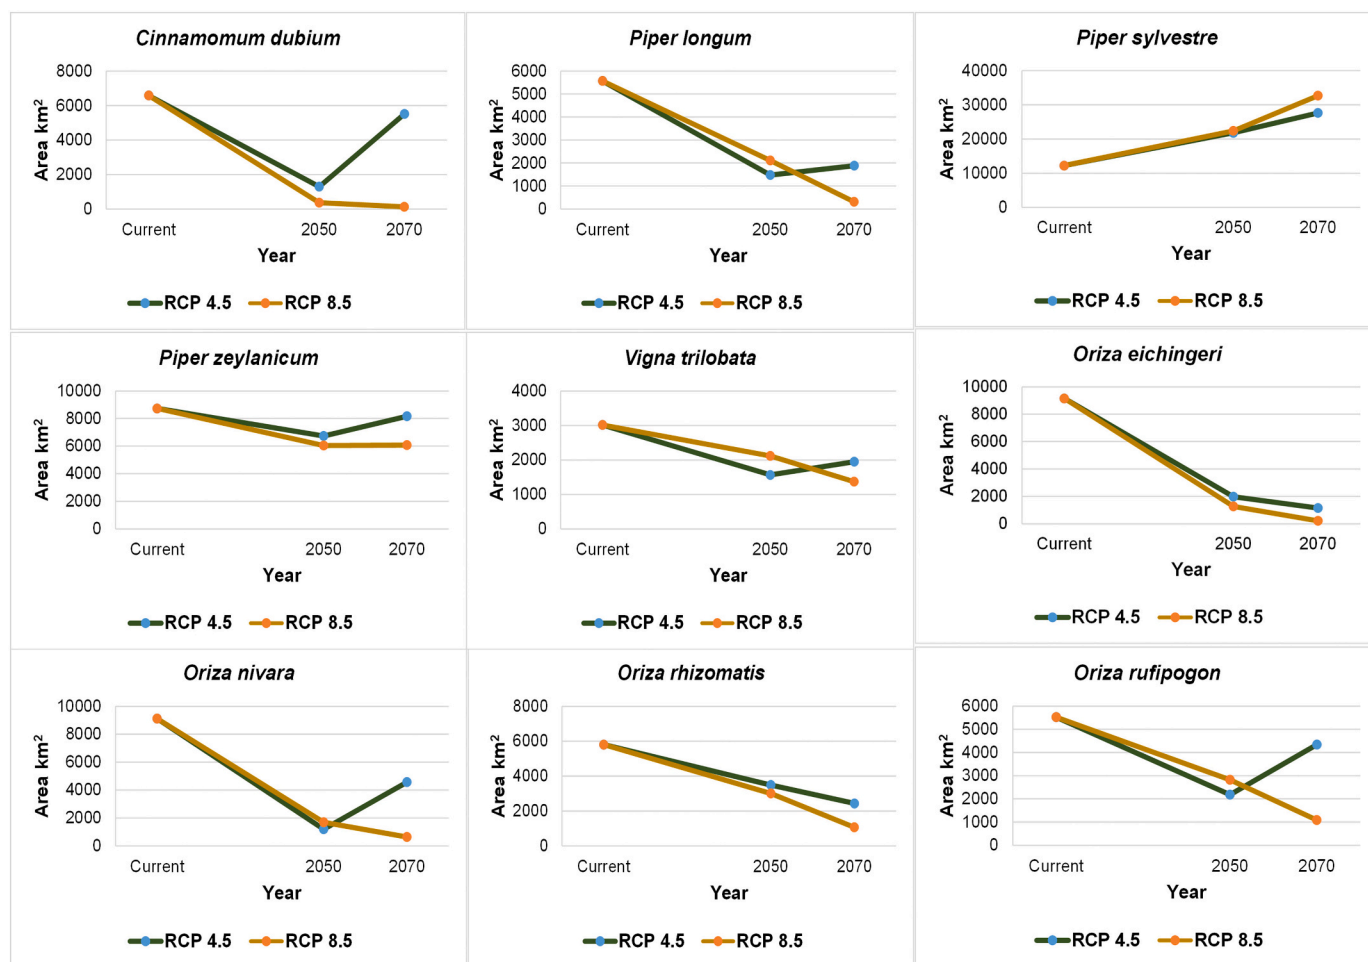 Cinnamomum dubium
Area km²
8000
6000
4000
2000
0
Current 2050 2070
Year
RCP 4.5 RCP 8.5
Piper longum
Area km²
6000
5000
4000
3000
2000
1000
0
Current 2050 2070
Year
RCP 4.5 RCP 8.5
Piper sylvestre
Area km²
40000
30000
20000
10000
0
Current 2050 2070
Year
RCP 4.5 RCP 8.5
Piper zeylanicum
Area km²
10000
8000
6000
4000
2000
0
Current 2050 2070
Year
RCP 4.5 RCP 8.5
Vigna trilobata
Area km²
4000
3000
2000
1000
0
Current 2050 2070
Year
RCP 4.5 RCP 8.5
Oriza eichingeri
Area km²
10000
8000
6000
4000
2000
0
Current 2050 2070
Year
RCP 4.5 RCP 8.5
Oriza nivara
Area km²
10000
8000
6000
4000
2000
0
Current 2050 2070
Year
RCP 4.5 RCP 8.5
Oriza rhizomatis
Area km²
8000
6000
4000
2000
0
Current 2050 2070
Year
RCP 4.5 RCP 8.5
Oriza rufipogon
Area km²
6000
5000
4000
3000
2000
1000
0
Current 2050 2070
Year
RCP 4.5 RCP 8.5